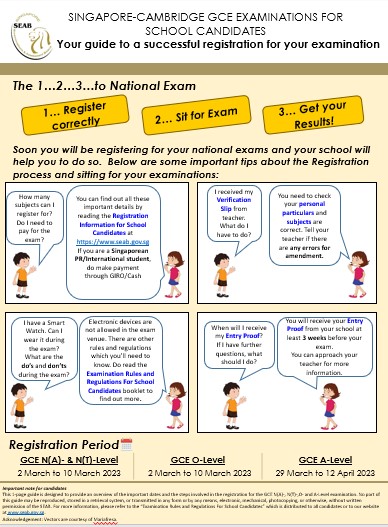 SEAB
SINGAPORE-CAMBRIDGE GCE EXAMINATIONS FOR
SCHOOL CANDIDATES
Your guide to a successful registration for your examination
The 1...2...3...to National Exam
1... Register
correctly
2... Sit for Exam
3... Get your
Results!
Soon you will be registering for your national exams and your school will
help you to do so. Below are some important tips about the Registration
process and sitting for your examinations:
How many
subjects can I
register for?
Do I need to
pay for the
exam?
You can find out all these
important details by
reading the Registration
Information for School
Candidates at
https://www.seab.gov.sg
If you are a Singaporean
PR/International student,
do make payment
through GIRO/Cash
I received my
Verification
Slip from
teacher.
What do I
have to do?
You need to check
your personal
particulars and
subjects are
correct. Tell your
teacher if there
are any errors for
amendment.
I have a Smart
Watch. Can I
wear it during
the exam?
What are the
do's and don'ts
during the exam?
Electronic devices are
not allowed in the exam
venue. There are other
rules and regulations
which you'll need to
know. Do read the
Examination Rules and
Regulations For School
Candidates booklet to
find out more.
When will I receive
my Entry Proof?
If I have further
questions, what
should I do?
You will receive your Entry
Proof from your school at
least 3 weeks before your
exam.
You can approach
your teacher for
more
information.
Registration Period
GCE N(A)- & N(T)-Level
2 March to 10 March 2023
GCE O-Level
2 March to 10 March 2023
GCE A-Level
29 March to 12 April 2023
Important note for candidates
This 1-page guide is designed to provide an overview of the important dates and the steps involved in the registration for the GCE N(A)-, N(T)-,O- and A-Level examination. No part of
this guide may be reproduced, stored in a retrieval system, or transmitted in any form or by any means, electronic, mechanical, photocopying, or otherwise, without written
permission of the SEAB. For more information, please refer to the "Examination Rules and Regulations For School Candidates" which is distributed to all candidates or to our website
at www.seab.gov.sg.